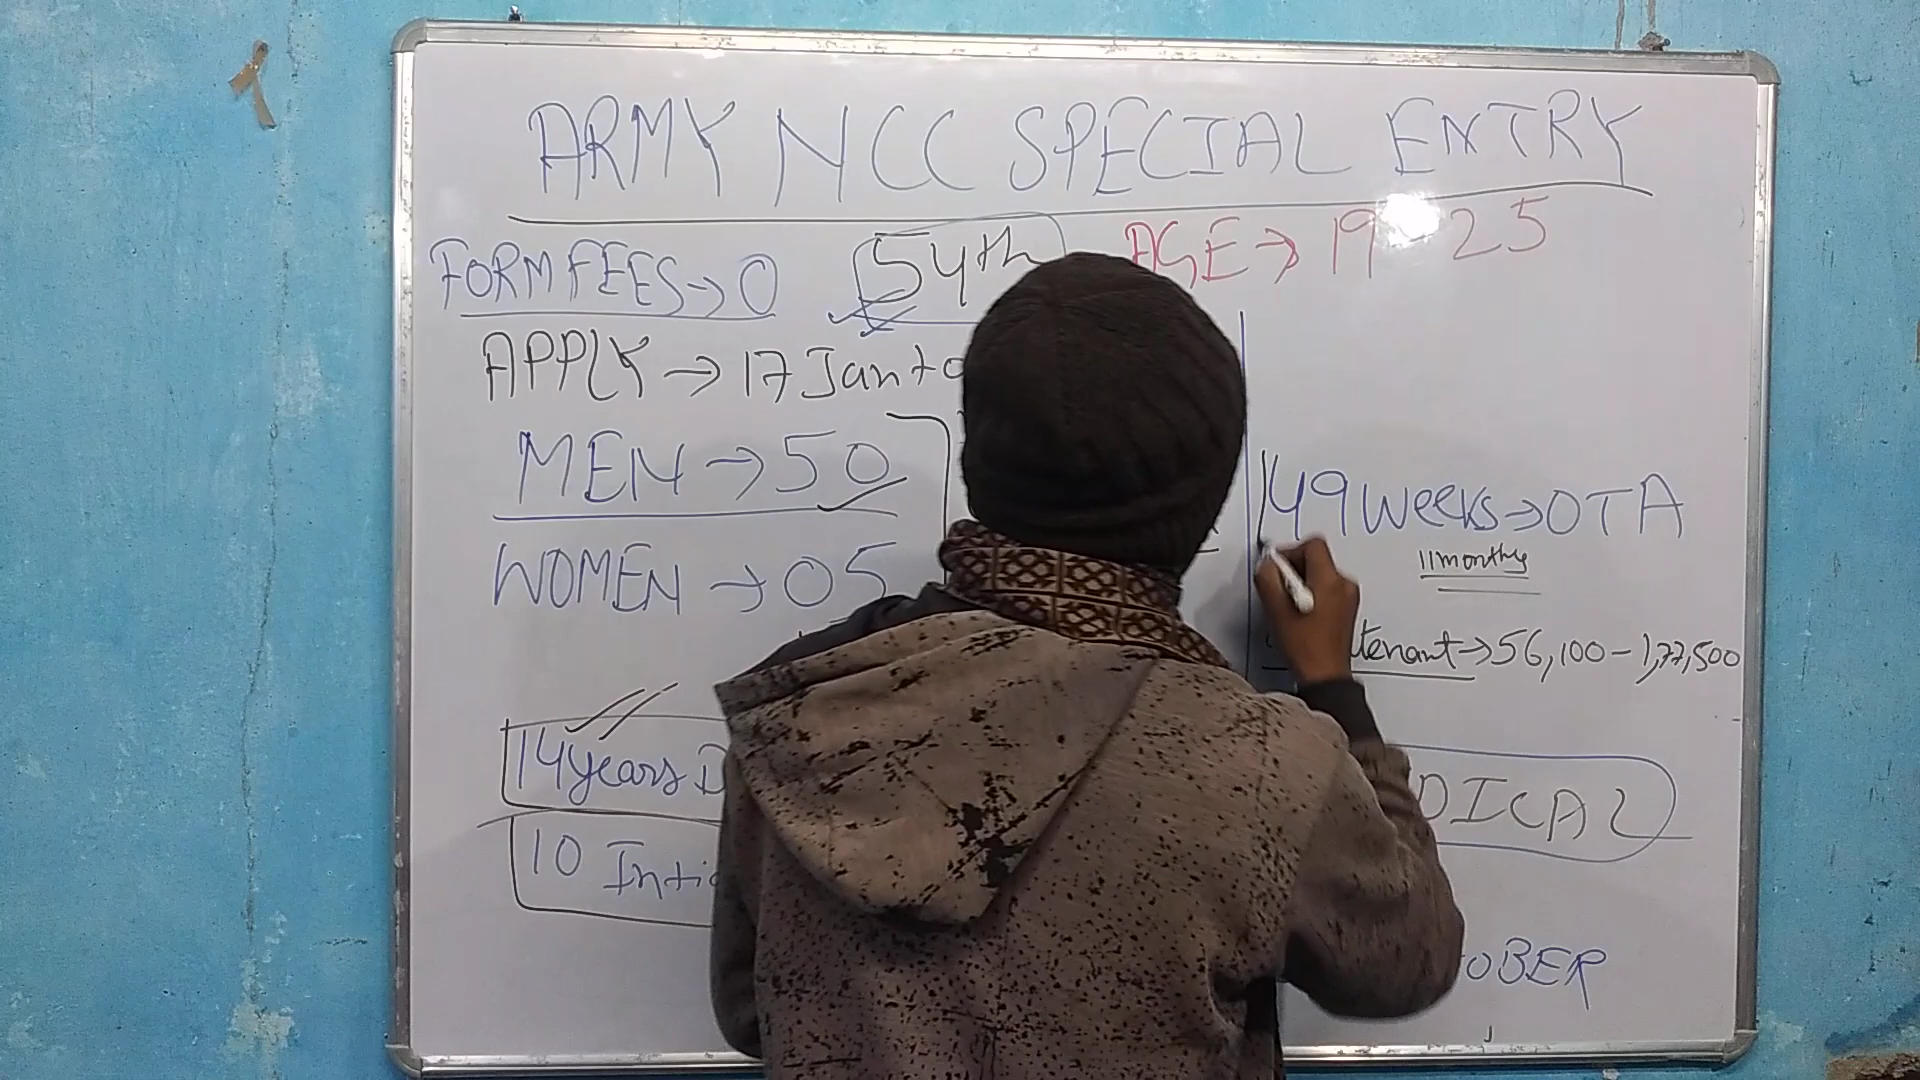 ARMY NCC SPECIAL ENTRY
FORM FEES → 0
54th
AGE → 19 - 25
APPLY → 17 Jan to
MEN → 50
WOMEN → 05
14 years
10 Intia
49 weeks → OTA
11 months
tenant → 56,100 - 1,77,500
DICAL
OBER